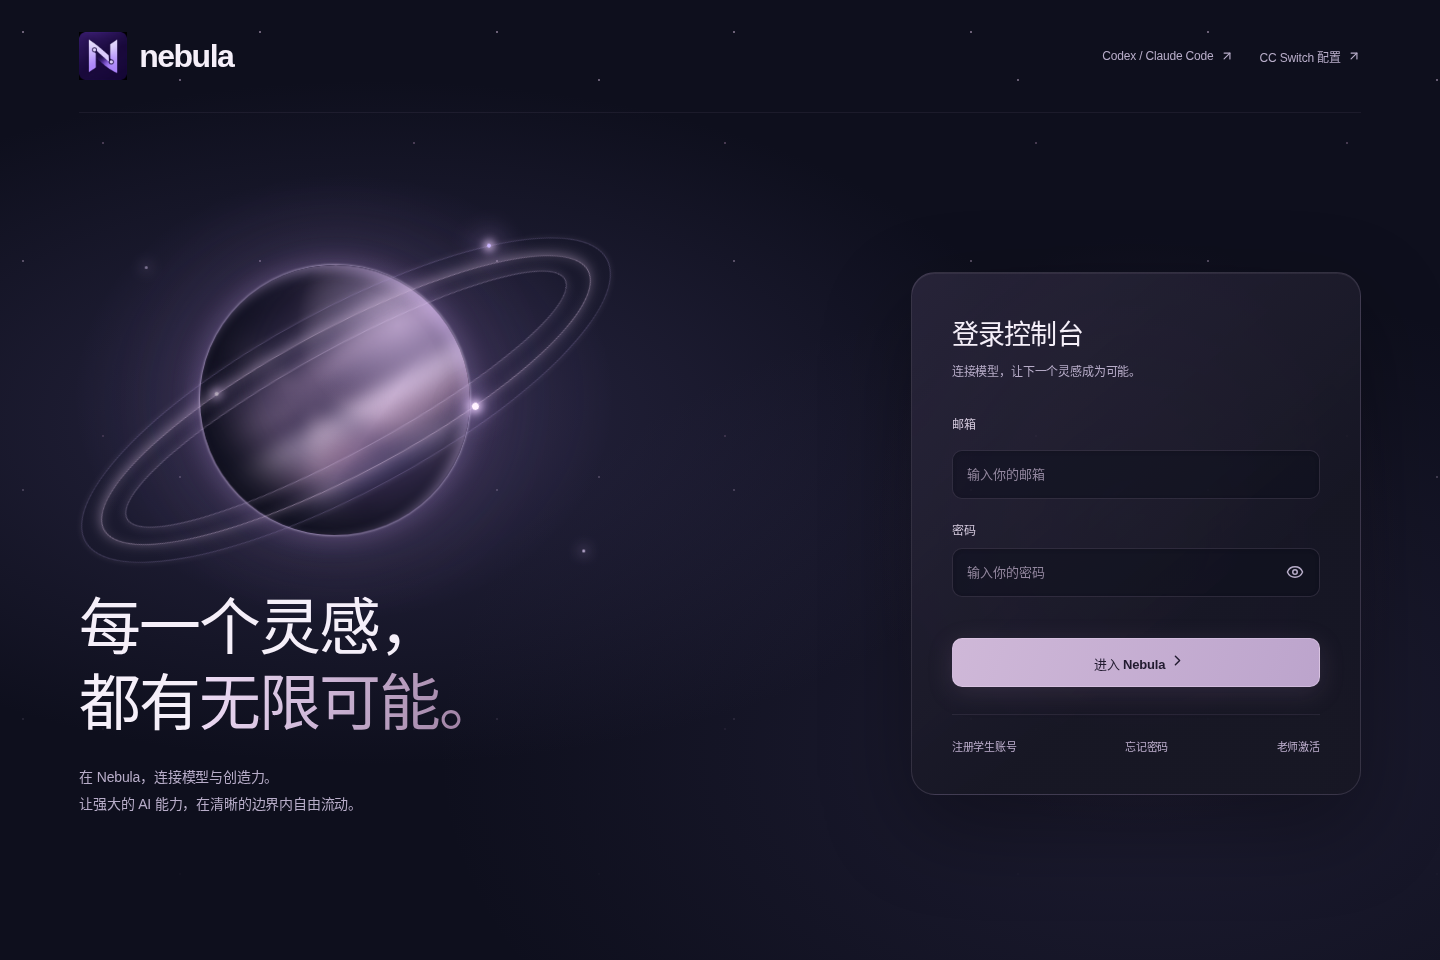 nebula
Codex / Claude Code
CC Switch 配置
每一个灵感，
都有无限可能。
在 Nebula，连接模型与创造力。
让强大的 AI 能力，在清晰的边界内自由流动。
登录控制台
连接模型，让下一个灵感成为可能。
邮箱
输入你的邮箱
密码
输入你的密码
进入 Nebula
注册学生账号
忘记密码
老师激活